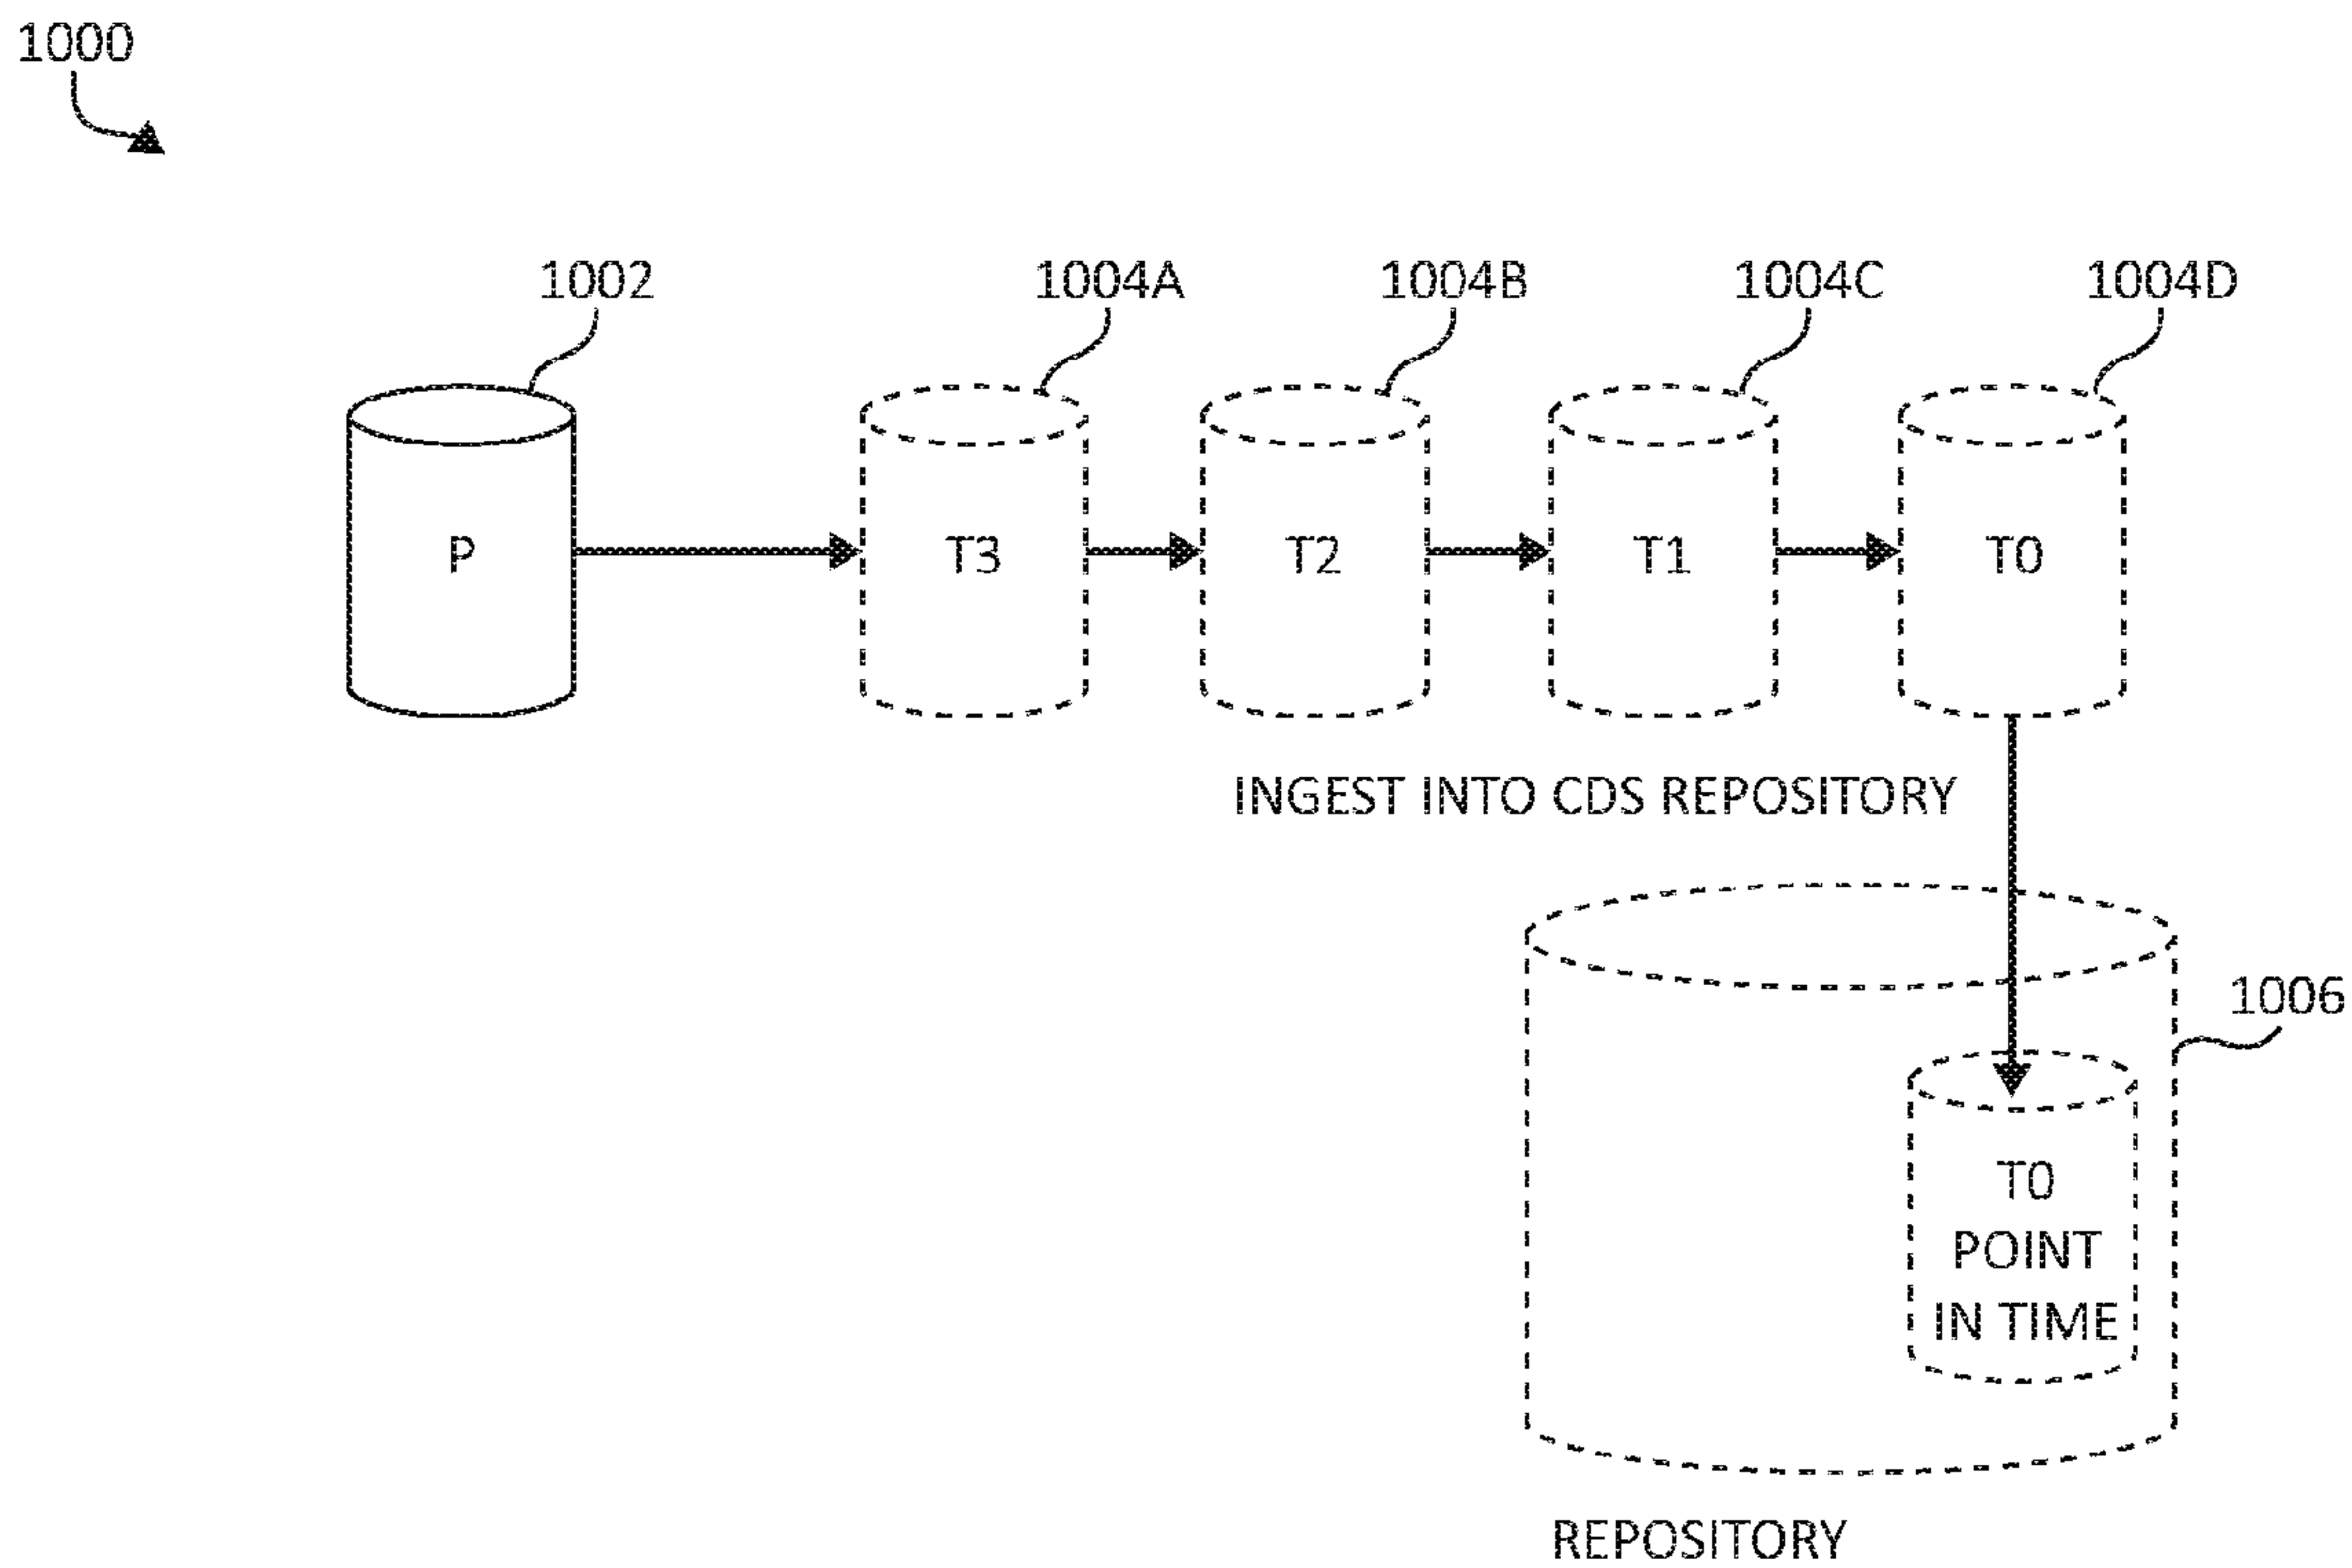 1000
1002
1004A
1004B
1004C
1004D
P
T3
T2
T1
T0
INGEST INTO CDS REPOSITORY
1006
T0
POINT
IN TIME
REPOSITORY